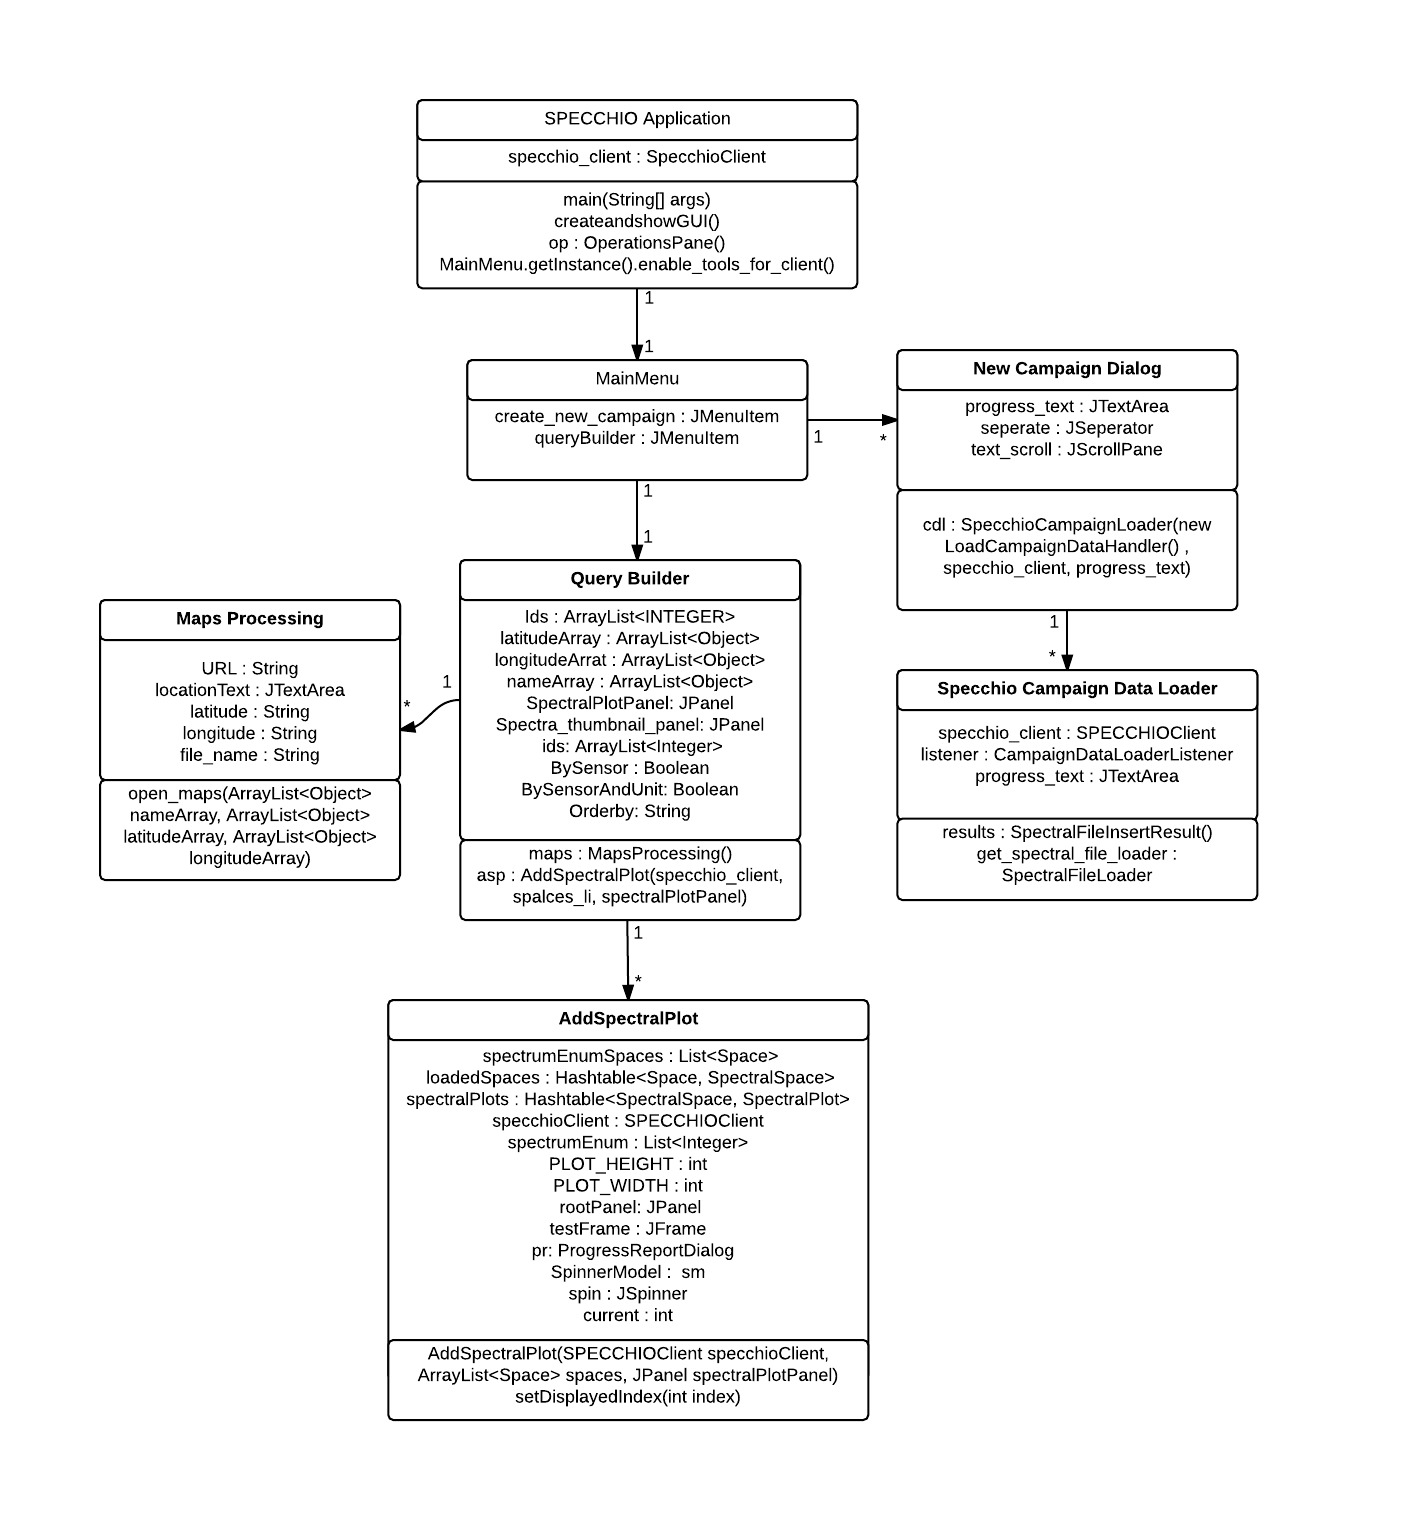 SPECCHIO Application
specchio_client : SpecchioClient
main(String[] args)
createandshowGUI()
op : OperationsPane()
MainMenu.getInstance().enable_tools_for_client()
1
1
MainMenu
create_new_campaign : JMenuItem
queryBuilder : JMenuItem
1
*
New Campaign Dialog
progress_text : JTextArea
seperate : JSeperator
text_scroll : JScrollPane
cdl : SpecchioCampaignLoader(new
LoadCampaignDataHandler() ,
specchio_client, progress_text)
1
*
Specchio Campaign Data Loader
specchio_client : SPECCHIOClient
listener : CampaignDataLoaderListener
progress_text : JTextArea
results : SpectralFileInsertResult()
get_spectral_file_loader :
SpectralFileLoader
1
1
Query Builder
Ids : ArrayList<INTEGER>
latitudeArray : ArrayList<Object>
longitudeArrat : ArrayList<Object>
nameArray : ArrayList<Object>
SpectralPlotPanel: JPanel
Spectra_thumbnail_panel: JPanel
ids: ArrayList<Integer>
BySensor : Boolean
BySensorAndUnit: Boolean
Orderby: String
maps : MapsProcessing()
asp : AddSpectralPlot(specchio_client,
spalces_li, spectralPlotPanel)
1
*
Maps Processing
URL : String
locationText : JTextArea
latitude : String
longitude : String
file_name : String
open_maps(ArrayList<Object>
nameArray, ArrayList<Object>
latitudeArray, ArrayList<Object>
longitudeArray)
1
*
AddSpectralPlot
spectrumEnumSpaces : List<Space>
loadedSpaces : Hashtable<Space, SpectralSpace>
spectralPlots : Hashtable<SpectralSpace, SpectralPlot>
specchioClient : SPECCHIOClient
spectrumEnum : List<Integer>
PLOT_HEIGHT : int
PLOT_WIDTH : int
rootPanel: JPanel
testFrame : JFrame
pr: ProgressReportDialog
SpinnerModel :  sm
spin : JSpinner
current : int
AddSpectralPlot(SPECCHIOClient specchioClient,
ArrayList<Space> spaces, JPanel spectralPlotPanel)
setDisplayedIndex(int index)